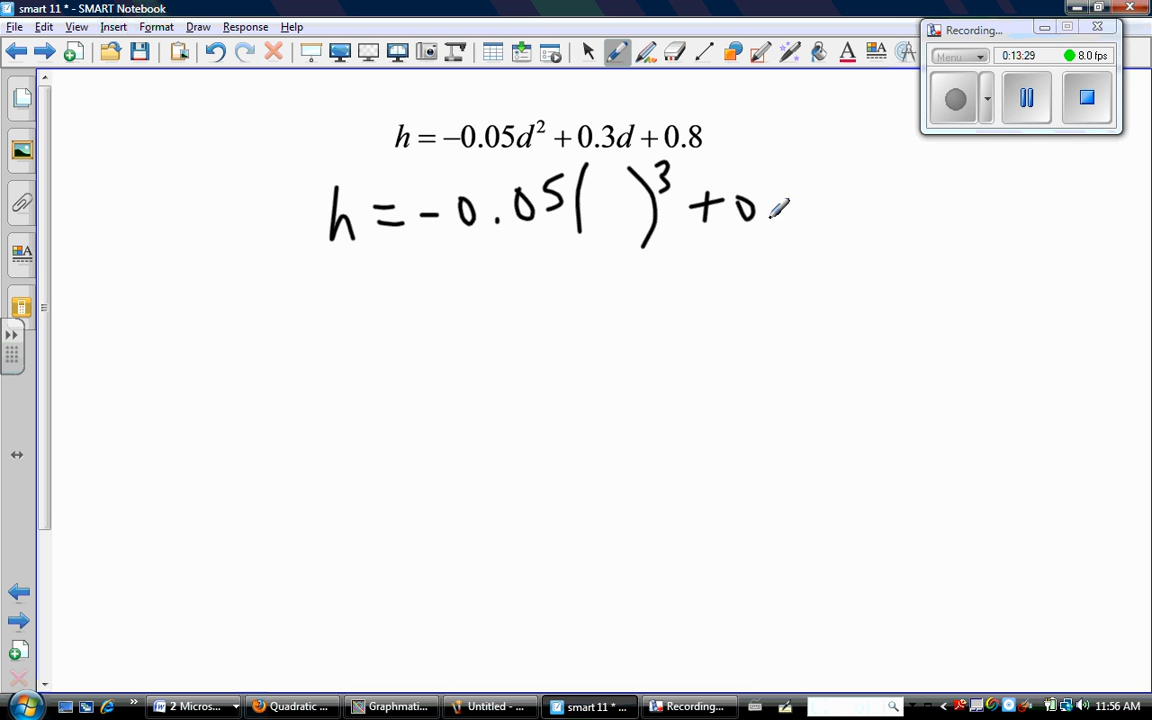 smart 11 * - SMART Notebook
File Edit View Insert Format Draw Response Help
Recording...
Menu 0:13:29 8.0 fps
h = −0.05d² + 0.3d + 0.8
h = - 0.05( )³ + 0.
2 Micros... Quadratic ... Graphmati... Untitled - ... smart 11 * ... Recording... 11:56 AM